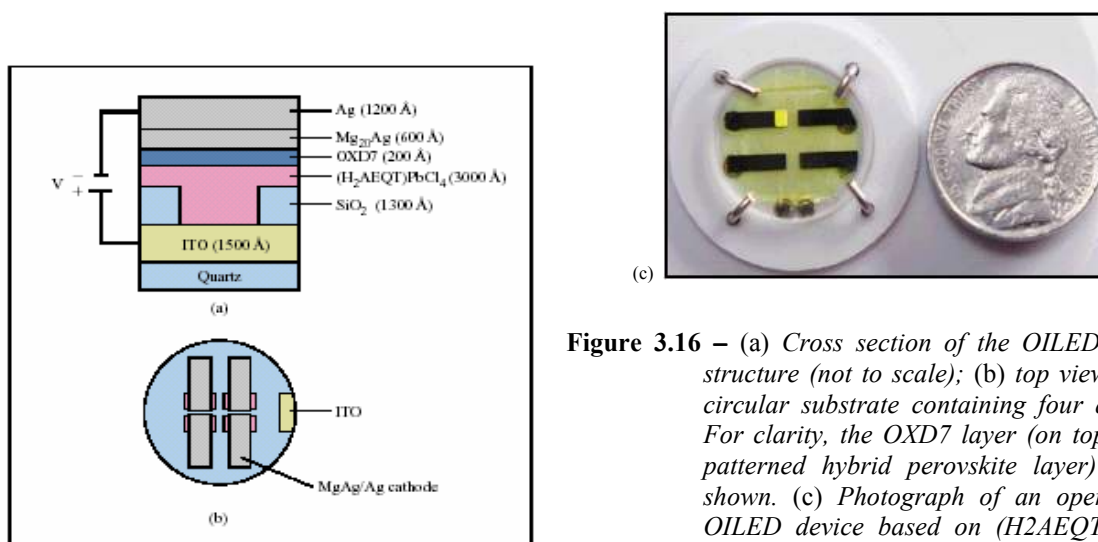 Ag (1200 Å)
Mg₂₀Ag (600 Å)
OXD7 (200 Å)
(H₂AEQT)PbCl₄ (3000 Å)
SiO₂ (1300 Å)
V
−
+
ITO (1500 Å)
Quartz
(a)
ITO
MgAg/Ag cathode
(b)
(c)
Figure 3.16 – (a) Cross section of the OILED
structure (not to scale); (b) top view
circular substrate containing four
For clarity, the OXD7 layer (on top
patterned hybrid perovskite layer)
shown. (c) Photograph of an oper
OILED device based on (H2AEQT